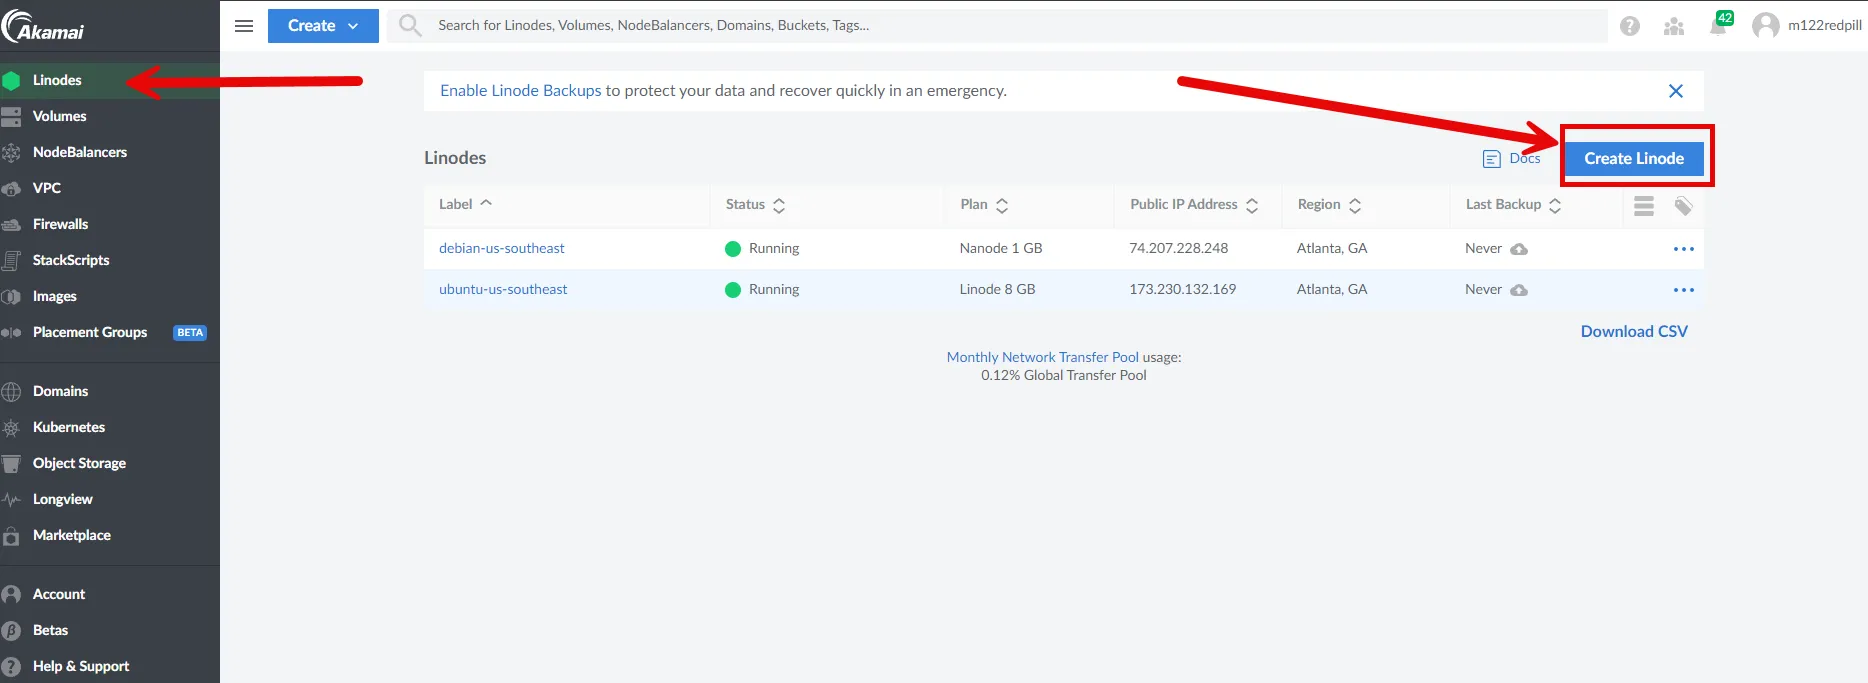 Akamai
Create
Search for Linodes, Volumes, NodeBalancers, Domains, Buckets, Tags...
?
42
m122redpill
Linodes
Volumes
NodeBalancers
VPC
Firewalls
StackScripts
Images
Placement Groups BETA
Domains
Kubernetes
Object Storage
Longview
Marketplace
Account
β Betas
? Help & Support
Enable Linode Backups to protect your data and recover quickly in an emergency.
Linodes
Docs
Create Linode
Label Status Plan Public IP Address Region Last Backup
debian-us-southeast Running Nanode 1 GB 74.207.228.248 Atlanta, GA Never
ubuntu-us-southeast Running Linode 8 GB 173.230.132.169 Atlanta, GA Never
Download CSV
Monthly Network Transfer Pool usage:
0.12% Global Transfer Pool